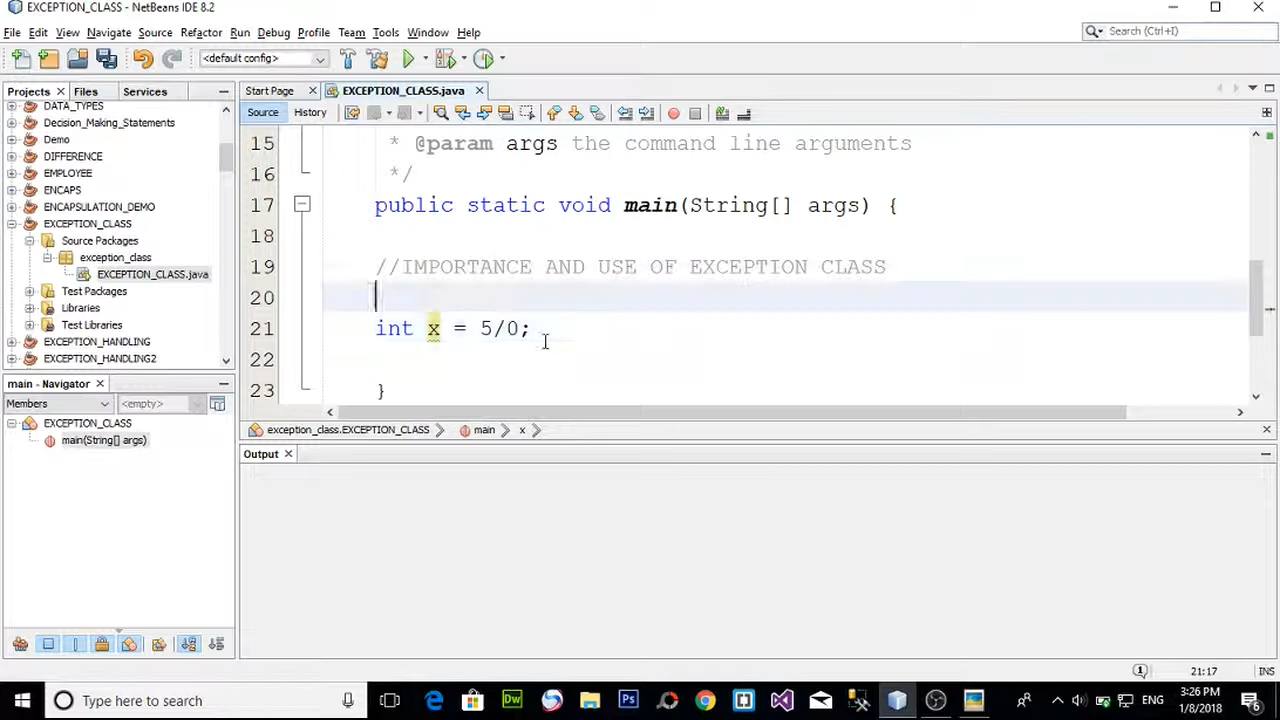 EXCEPTION_CLASS - NetBeans IDE 8.2
File Edit View Navigate Source Refactor Run Debug Profile Team Tools Window Help
Search (Ctrl+I)
<default config>
Projects Files Services
Start Page EXCEPTION_CLASS.java
Source History
DATA_TYPES
Decision_Making_Statements
Demo
DIFFERENCE
EMPLOYEE
ENCAPS
ENCAPSULATION_DEMO
EXCEPTION_CLASS
Source Packages
exception_class
EXCEPTION_CLASS.java
Test Packages
Libraries
Test Libraries
EXCEPTION_HANDLING
EXCEPTION_HANDLING2
15 * @param args the command line arguments
16 */
17 public static void main(String[] args) {
18
19 //IMPORTANCE AND USE OF EXCEPTION CLASS
20
21 int x = 5/0;
22
23 }
main - Navigator
Members <empty>
EXCEPTION_CLASS
main(String[] args)
exception_class.EXCEPTION_CLASS main x
Output
21:17 INS
Type here to search
Dw
Ps
ENG
3:26 PM
1/8/2018
6